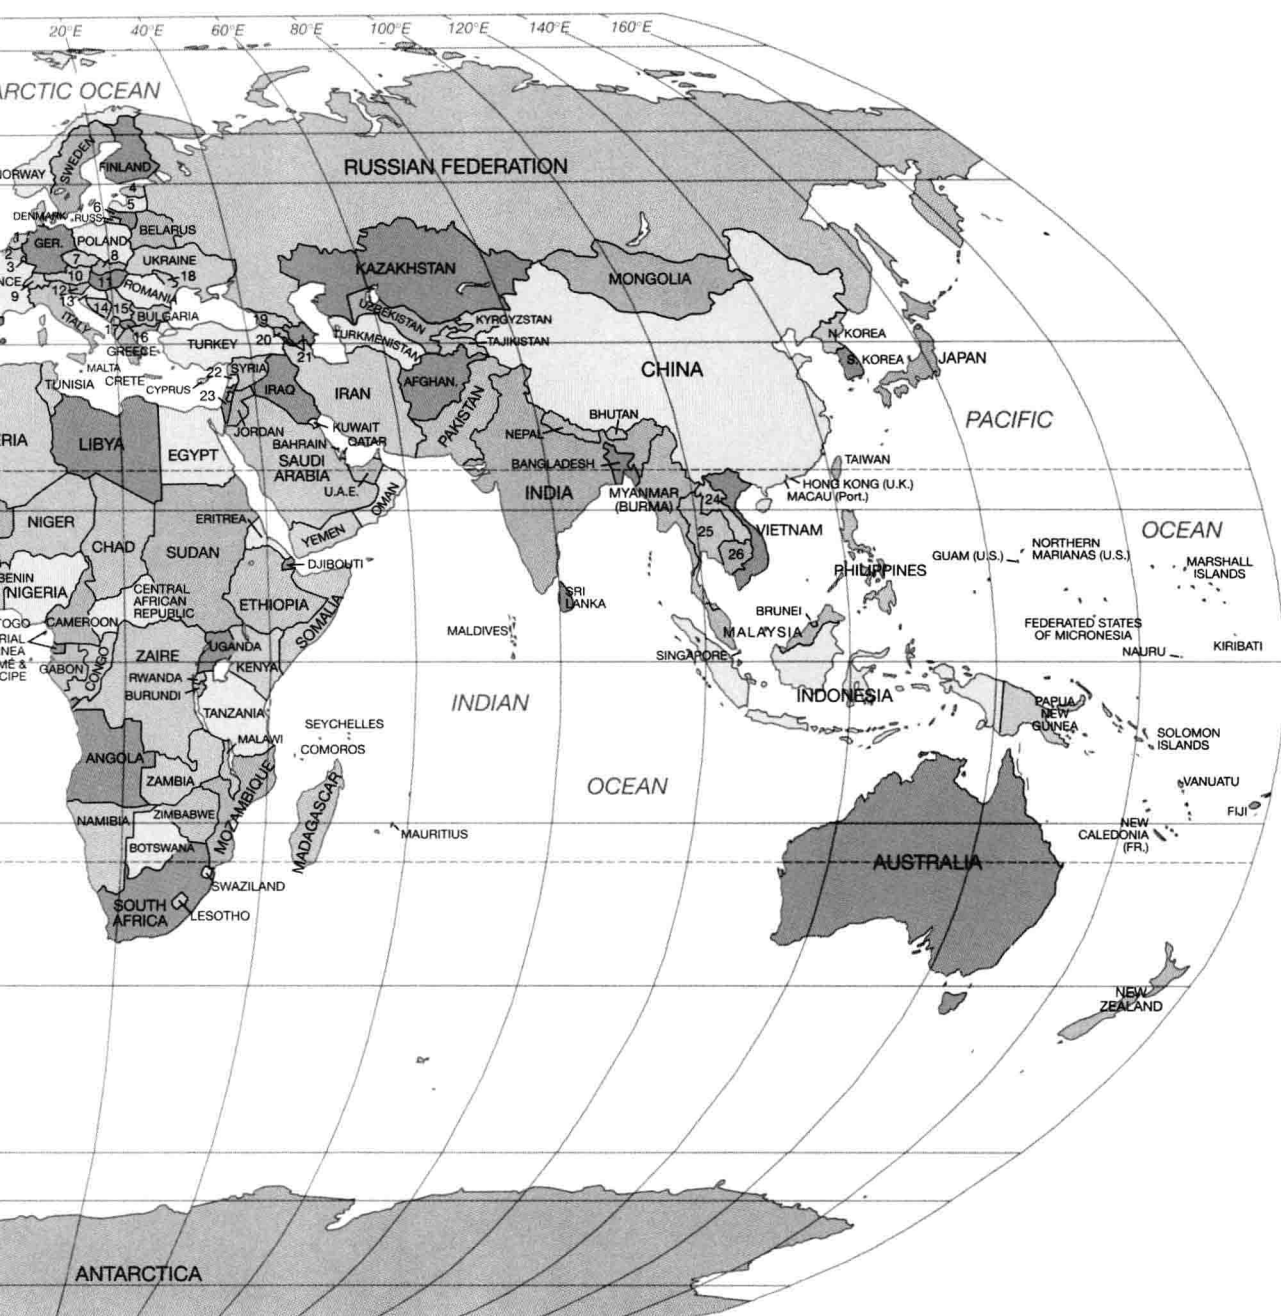 20°E 40°E 60°E 80°E 100°E 120°E 140°E 160°E
ARCTIC OCEAN
NORWAY
SWEDEN
FINLAND
RUSSIAN FEDERATION
4
5
6
DENMARK
RUSS.
BELARUS
1
2
3
GER.
POLAND
7
8
UKRAINE
NCE
9
10
11
12
13
14
15
ROMANIA
18
ITALY
17
16
BULGARIA
GREECE
MALTA
CRETE
KAZAKHSTAN
MONGOLIA
UZBEKISTAN
KYRGYZSTAN
TURKMENISTAN
TAJIKISTAN
19
20
21
TURKEY
N. KOREA
S. KOREA
JAPAN
CHINA
TUNISIA
CYPRUS
22
23
SYRIA
IRAQ
IRAN
AFGHAN.
PAKISTAN
PACIFIC
BHUTAN
NEPAL
BANGLADESH
ERIA
LIBYA
EGYPT
JORDAN
KUWAIT
BAHRAIN
QATAR
SAUDI
ARABIA
U.A.E.
OMAN
YEMEN
INDIA
MYANMAR
(BURMA)
TAIWAN
HONG KONG (U.K.)
MACAU (Port.)
24
25
26
VIETNAM
OCEAN
NIGER
CHAD
SUDAN
ERITREA
DJIBOUTI
PHILIPPINES
GUAM (U.S.)
NORTHERN
MARIANAS (U.S.)
MARSHALL
ISLANDS
BENIN
NIGERIA
CENTRAL
AFRICAN
REPUBLIC
ETHIOPIA
SOMALIA
SRI
LANKA
TOGO
RIAL
NEA
MÉ &
CIPE
CAMEROON
GABON
CONGO
ZAIRE
UGANDA
KENYA
MALDIVES
BRUNEI
MALAYSIA
SINGAPORE
FEDERATED STATES
OF MICRONESIA
NAURU
KIRIBATI
RWANDA
BURUNDI
TANZANIA
INDIAN
INDONESIA
PAPUA
NEW
GUINEA
SEYCHELLES
SOLOMON
ISLANDS
MALAWI
COMOROS
ANGOLA
ZAMBIA
OCEAN
VANUATU
FIJI
NAMIBIA
ZIMBABWE
MOZAMBIQUE
MADAGASCAR
MAURITIUS
NEW
CALEDONIA
(FR.)
BOTSWANA
AUSTRALIA
SWAZILAND
SOUTH
AFRICA
LESOTHO
NEW
ZEALAND
ANTARCTICA